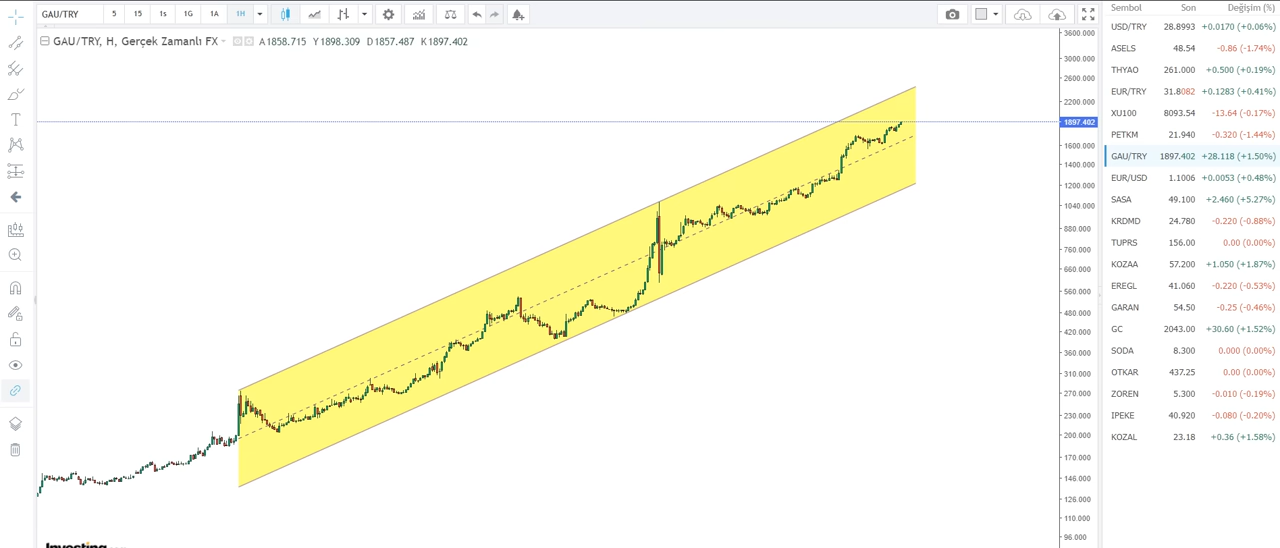 GAU/TRY 5 15 1s 1G 1A 1H
GAU/TRY, H, Gerçek Zamanlı FX A1858.715 Y1898.309 D1857.487 K1897.402
3600.000
3000.000
2600.000
2200.000
1897.402
1600.000
1400.000
1200.000
1040.000
880.000
760.000
660.000
560.000
480.000
420.000
360.000
310.000
270.000
230.000
200.000
170.000
146.000
126.000
110.000
96.000
Investing
Sembol Son Değişim (%)
USD/TRY 28.8993 +0.0170 (+0.06%)
ASELS 48.54 -0.86 (-1.74%)
THYAO 261.000 +0.500 (+0.19%)
EUR/TRY 31.8082 +0.1283 (+0.41%)
XU100 8093.54 -13.64 (-0.17%)
PETKM 21.940 -0.320 (-1.44%)
GAU/TRY 1897.402 +28.118 (+1.50%)
EUR/USD 1.1006 +0.0053 (+0.48%)
SASA 49.100 +2.460 (+5.27%)
KRDMD 24.780 -0.220 (-0.88%)
TUPRS 156.00 0.00 (0.00%)
KOZAA 57.200 +1.050 (+1.87%)
EREGL 41.060 -0.220 (-0.53%)
GARAN 54.50 -0.25 (-0.46%)
GC 2043.00 +30.60 (+1.52%)
SODA 8.300 0.000 (0.00%)
OTKAR 437.25 0.00 (0.00%)
ZOREN 5.300 -0.010 (-0.19%)
IPEKE 40.920 -0.080 (-0.20%)
KOZAL 23.18 +0.36 (+1.58%)